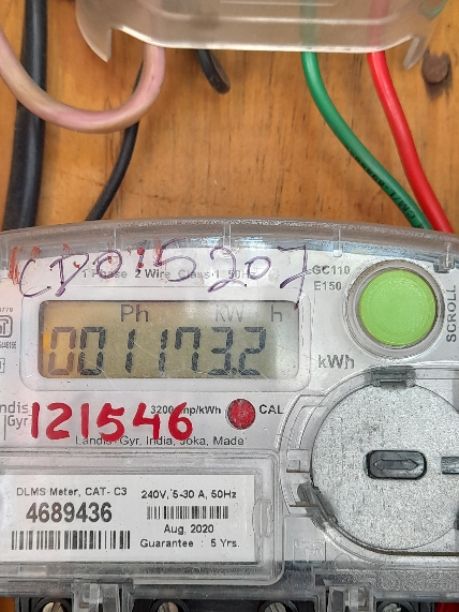 CD015207
1 Phase 2 Wire Class 1 50Hz
GC110
E150
SCROLL
Ph kW h
001173.2
kWh
Landis
Gyr
121546
3200 imp/kWh
CAL
Landis Gyr, India, Joka, Made
DLMS Meter, CAT- C3
4689436
240V, 5-30 A, 50Hz
Aug, 2020
Guarantee : 5 Yrs.